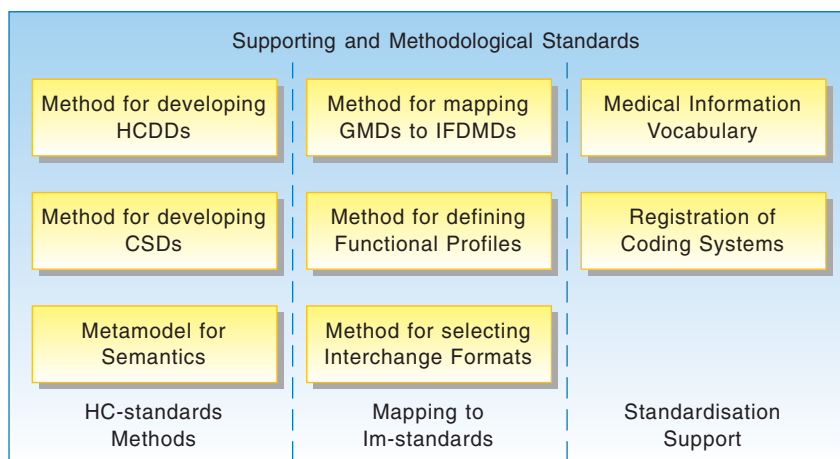 Supporting and Methodological Standards
Method for developing
HCDDs
Method for mapping
GMDs to IFDMDs
Medical Information
Vocabulary
Method for developing
CSDs
Method for defining
Functional Profiles
Registration of
Coding Systems
Metamodel for
Semantics
Method for selecting
Interchange Formats
HC-standards
Methods
Mapping to
Im-standards
Standardisation
Support